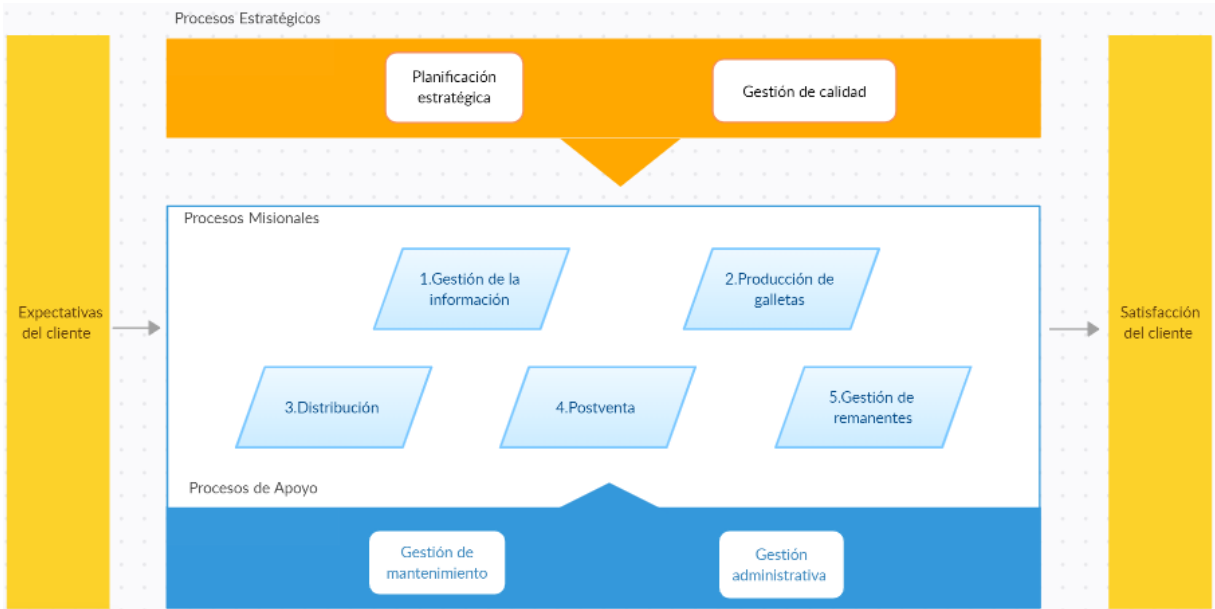 Procesos Estratégicos
Planificación
estratégica
Gestión de calidad
Procesos Misionales
1.Gestión de la
información
2.Producción de
galletas
Expectativas
del cliente
Satisfacción
del cliente
3.Distribución
4.Postventa
5.Gestión de
remanentes
Procesos de Apoyo
Gestión de
mantenimiento
Gestión
administrativa